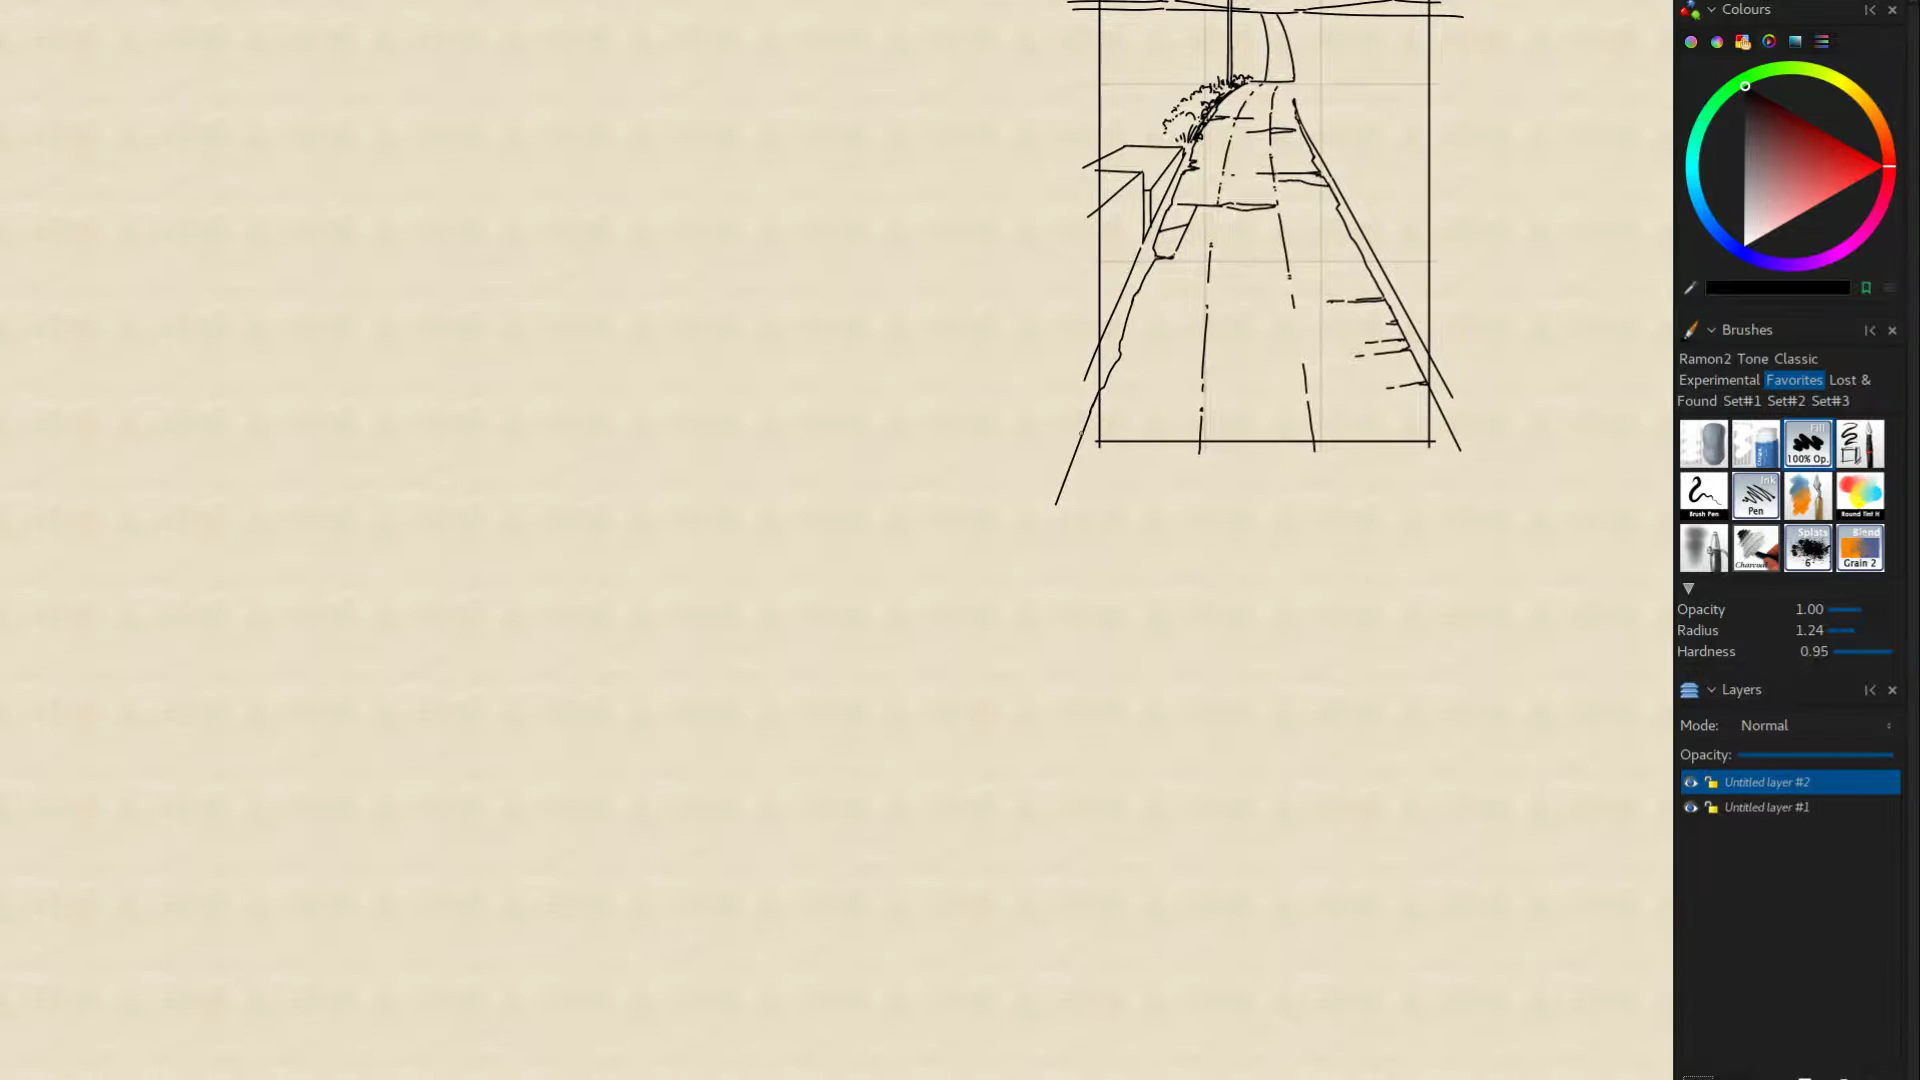 Colours
Brushes
Ramon2 Tone Classic
Experimental Favorites Lost &
Found Set#1 Set#2 Set#3
Fill
100% Op.
Brush Pen
Ink
Pen
Round Tint H
Charcoal
Splats
6
Blend
Grain 2
Opacity 1.00
Radius 1.24
Hardness 0.95
Layers
Mode: Normal
Opacity:
Untitled layer #2
Untitled layer #1